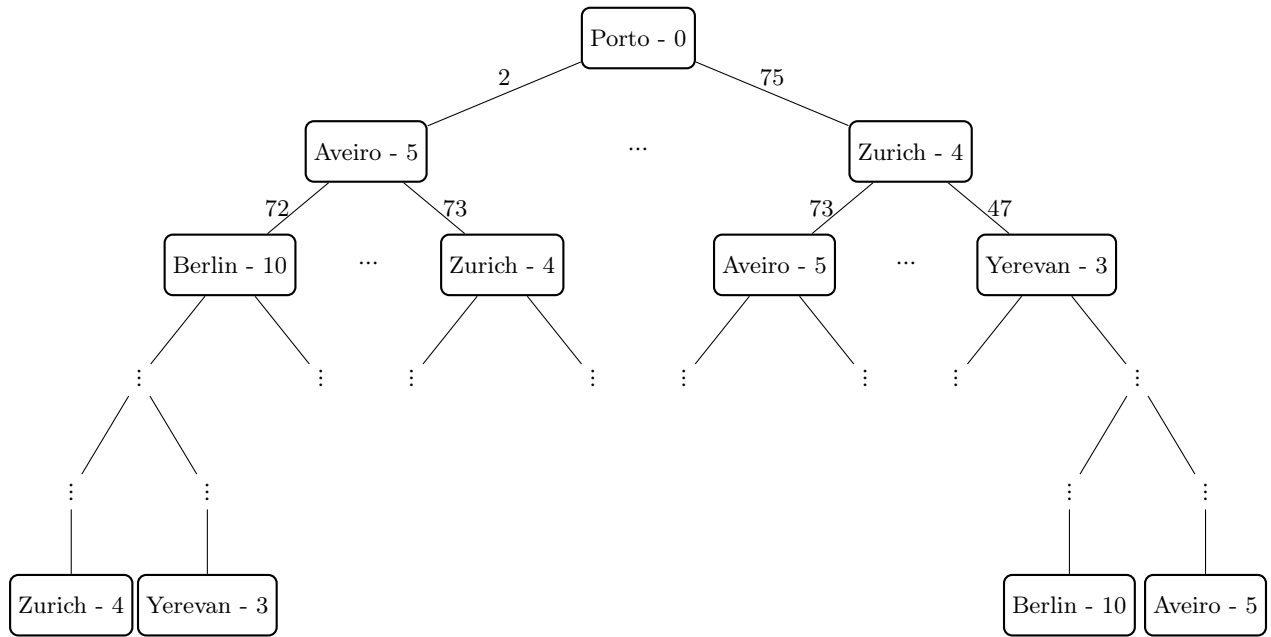 Porto - 0
2
75
Aveiro - 5
...
Zurich - 4
72
73
73
47
Berlin - 10
...
Zurich - 4
Aveiro - 5
...
Yerevan - 3
⋮ ⋮ ⋮ ⋮ ⋮ ⋮ ⋮ ⋮
⋮ ⋮ ⋮ ⋮
Zurich - 4
Yerevan - 3
Berlin - 10
Aveiro - 5